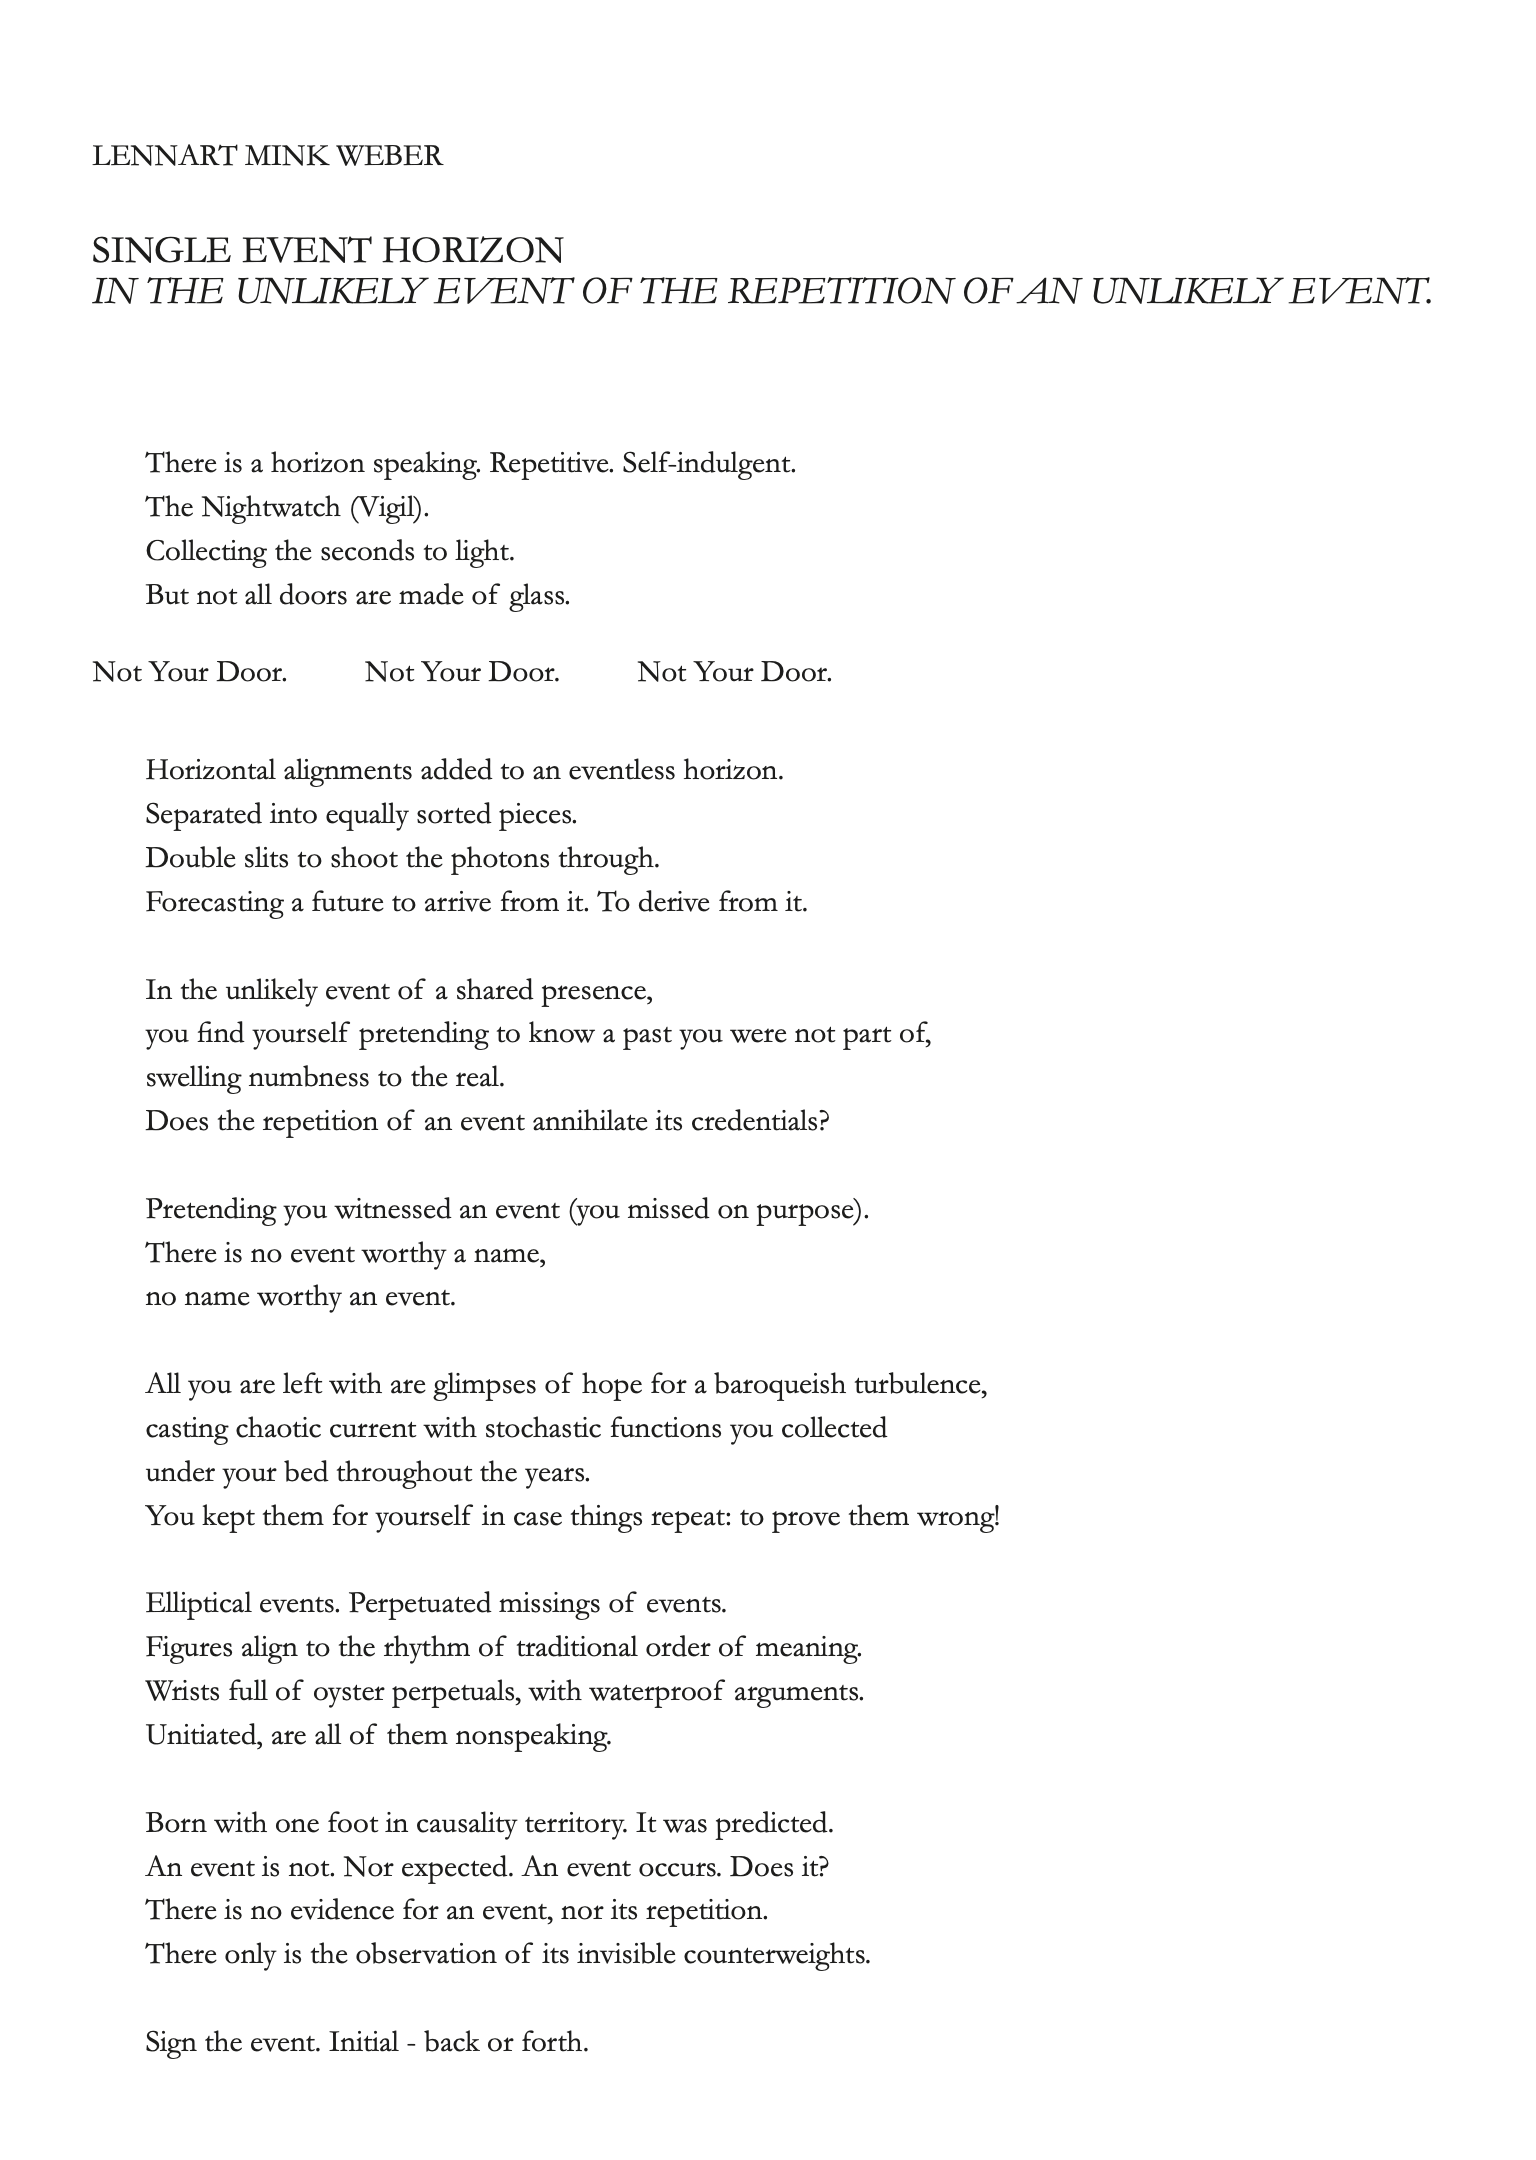 LENNART MINK WEBER
SINGLE EVENT HORIZON
IN THE UNLIKELY EVENT OF THE REPETITION OF AN UNLIKELY EVENT.
There is a horizon speaking. Repetitive. Self-indulgent.
The Nightwatch (Vigil).
Collecting the seconds to light.
But not all doors are made of glass.
Not Your Door. Not Your Door. Not Your Door.
Horizontal alignments added to an eventless horizon.
Separated into equally sorted pieces.
Double slits to shoot the photons through.
Forecasting a future to arrive from it. To derive from it.
In the unlikely event of a shared presence,
you find yourself pretending to know a past you were not part of,
swelling numbness to the real.
Does the repetition of an event annihilate its credentials?
Pretending you witnessed an event (you missed on purpose).
There is no event worthy a name,
no name worthy an event.
All you are left with are glimpses of hope for a baroqueish turbulence,
casting chaotic current with stochastic functions you collected
under your bed throughout the years.
You kept them for yourself in case things repeat: to prove them wrong!
Elliptical events. Perpetuated missings of events.
Figures align to the rhythm of traditional order of meaning.
Wrists full of oyster perpetuals, with waterproof arguments.
Unitiated, are all of them nonspeaking.
Born with one foot in causality territory. It was predicted.
An event is not. Nor expected. An event occurs. Does it?
There is no evidence for an event, nor its repetition.
There only is the observation of its invisible counterweights.
Sign the event. Initial - back or forth.